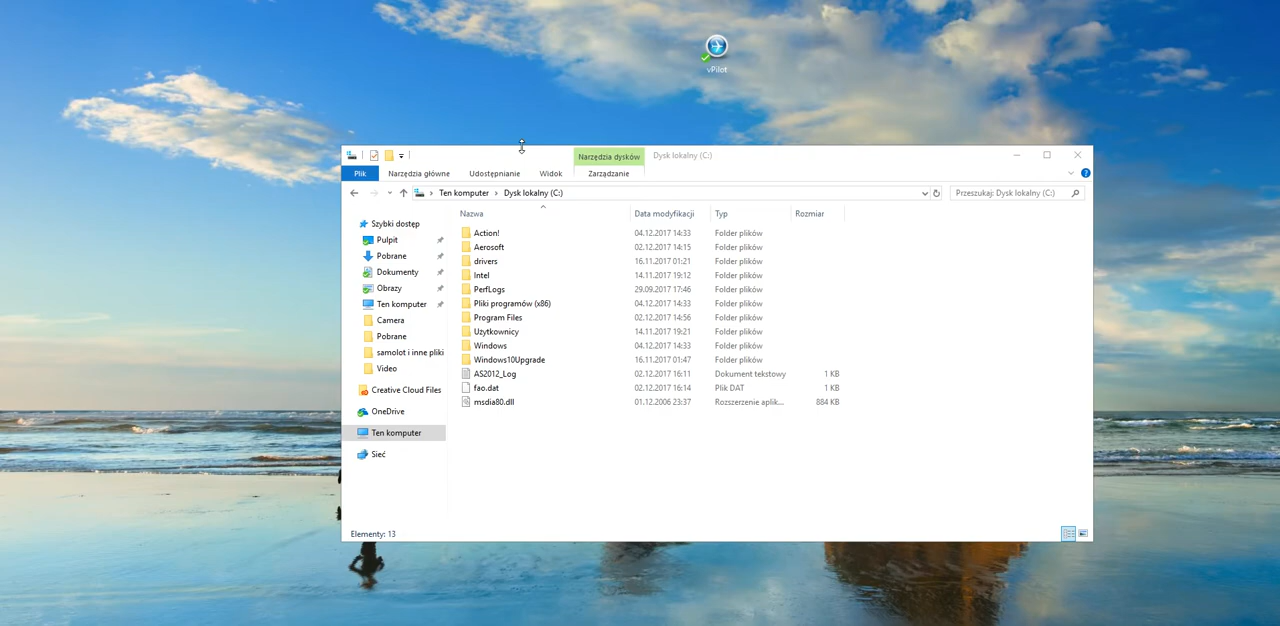 vPilot
Narzędzia dysków
Dysk lokalny (C:)
Plik
Narzędzia główne
Udostępnianie
Widok
Zarządzanie
Ten komputer
Dysk lokalny (C:)
Przeszukaj: Dysk lokalny (C:)
Nazwa
Data modyfikacji
Typ
Rozmiar
Szybki dostęp
Pulpit
Pobrane
Dokumenty
Obrazy
Ten komputer
Camera
Pobrane
samolot i inne pliki
Video
Creative Cloud Files
OneDrive
Ten komputer
Sieć
Action! 04.12.2017 14:33 Folder plików
Aerosoft 02.12.2017 14:15 Folder plików
drivers 16.11.2017 01:21 Folder plików
Intel 14.11.2017 19:12 Folder plików
PerfLogs 29.09.2017 17:46 Folder plików
Pliki programów (x86) 04.12.2017 14:33 Folder plików
Program Files 02.12.2017 14:56 Folder plików
Użytkownicy 14.11.2017 19:21 Folder plików
Windows 04.12.2017 14:33 Folder plików
Windows10Upgrade 16.11.2017 01:47 Folder plików
AS2012_Log 02.12.2017 16:11 Dokument tekstowy 1 KB
fao.dat 02.12.2017 16:14 Plik DAT 1 KB
msdia80.dll 01.12.2006 23:37 Rozszerzenie aplik... 884 KB
Elementy: 13